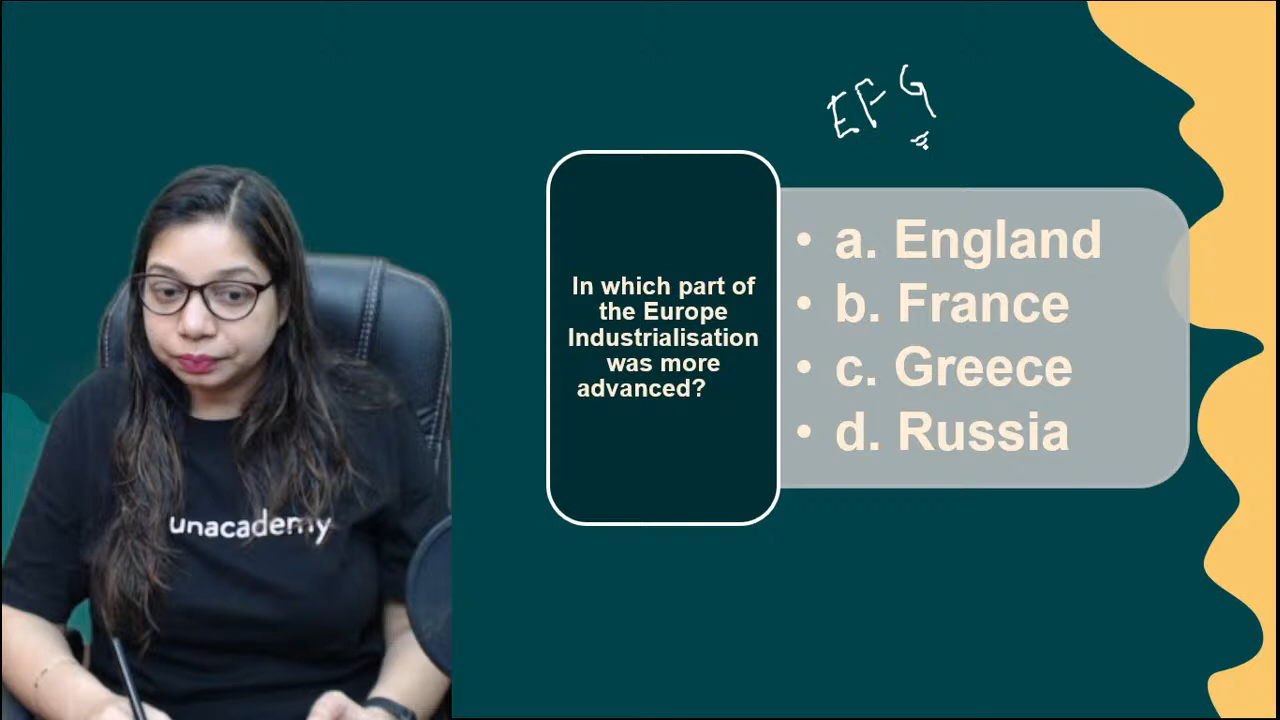 EFG
In which part of
the Europe
Industrialisation
was more
advanced?
• a. England
• b. France
• c. Greece
• d. Russia
unacademy